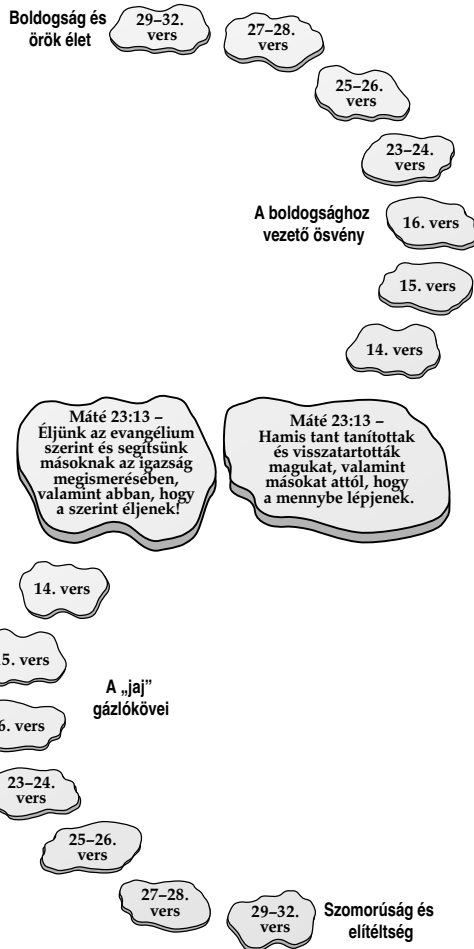 Boldogság és
örök élet
29–32.
vers
27–28.
vers
25–26.
vers
23–24.
vers
A boldogsághoz
vezető ösvény
16. vers
15. vers
14. vers
Máté 23:13 –
Éljünk az evangélium
szerint és segítsünk
másoknak az igazság
megismerésében,
valamint abban, hogy
a szerint éljenek!
Máté 23:13 –
Hamis tant tanítottak
és visszatartották
magukat, valamint
másokat attól, hogy
a mennybe lépjenek.
14. vers
5. vers
A „jaj”
gázlókövei
6. vers
23–24.
vers
25–26.
vers
27–28.
vers
29–32.
vers
Szomorúság és
elítéltség